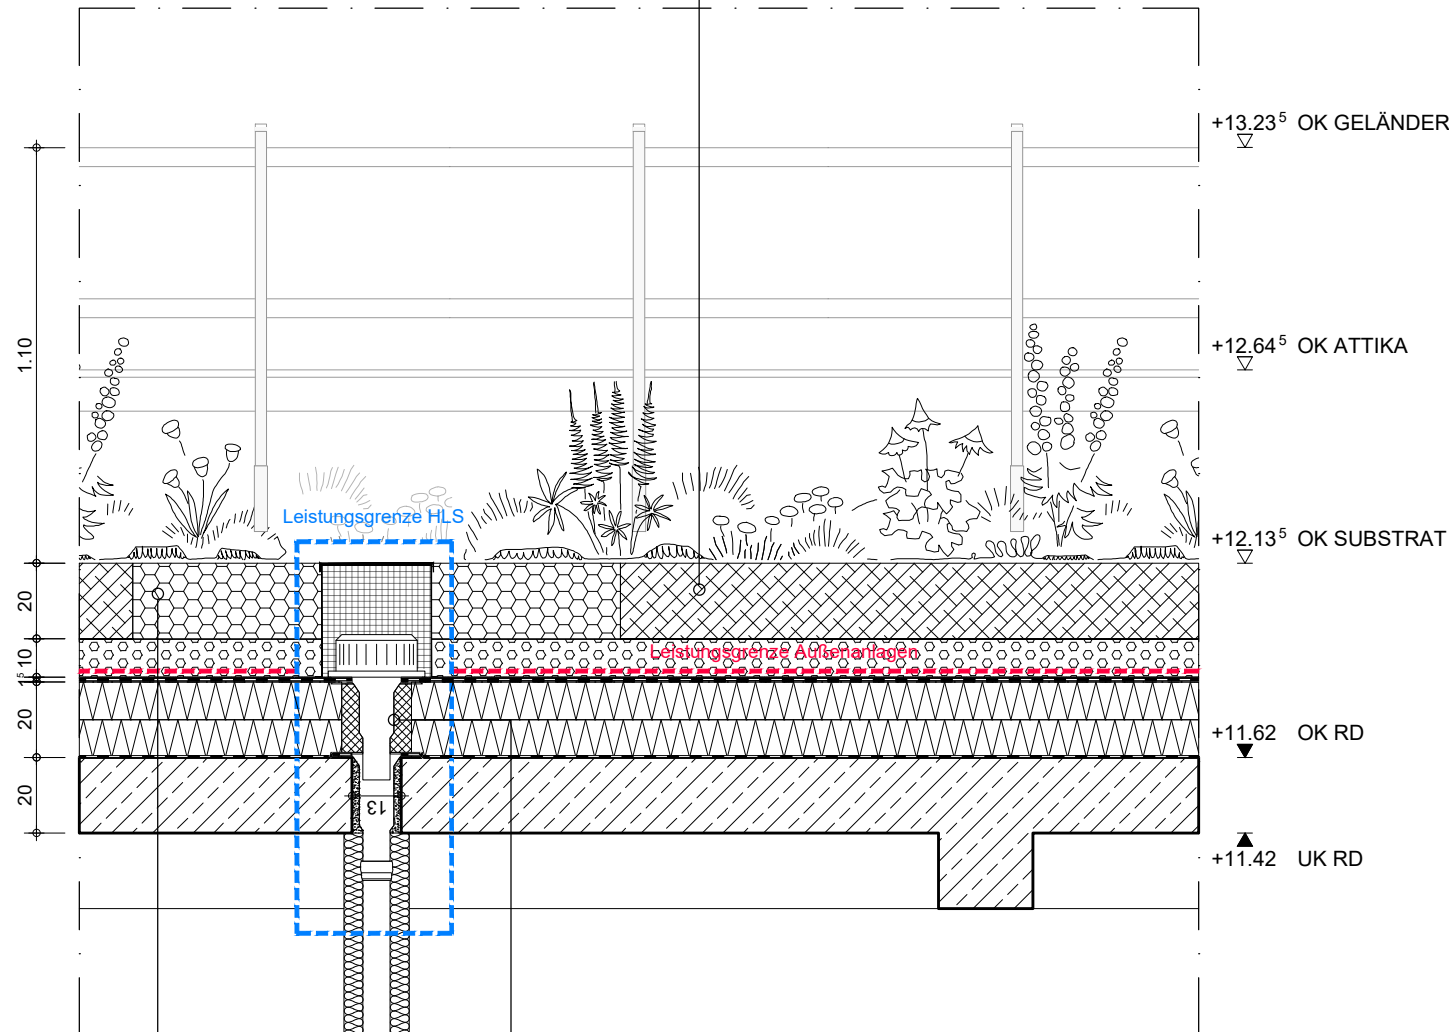 +13.23⁵ OK GELÄNDER
1.10
+12.64⁵ OK ATTIKA
Leistungsgrenze HLS
+12.13⁵ OK SUBSTRAT
20
Leistungsgrenze Außenanlagen
10
1⁵
20
+11.62 OK RD
20
13
+11.42 UK RD